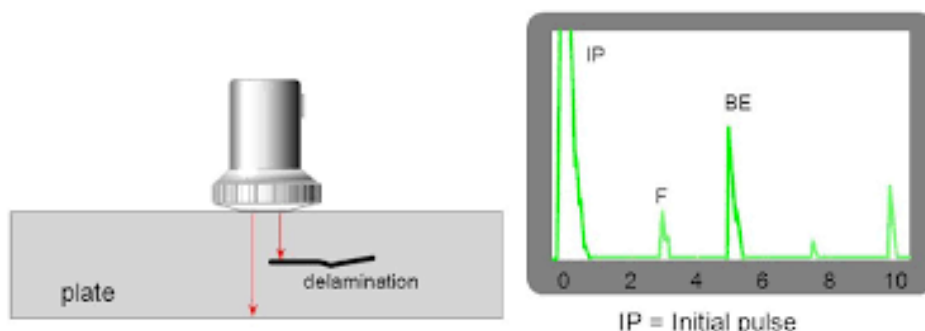 plate
delamination
IP
F
BE
0 2 4 6 8 10
IP = Initial pulse